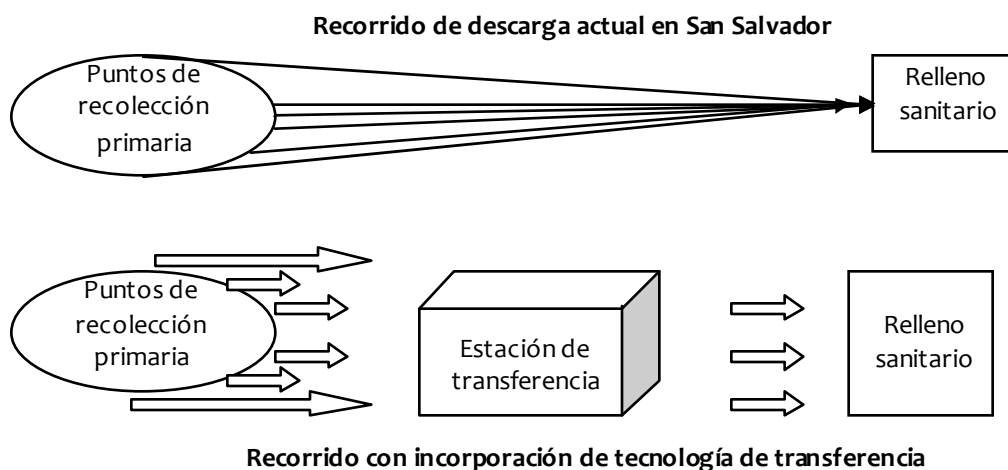 Recorrido de descarga actual en San Salvador
Puntos de
recolección
primaria
Relleno
sanitario
Puntos de
recolección
primaria
Estación de
transferencia
Relleno
sanitario
Recorrido con incorporación de tecnología de transferencia